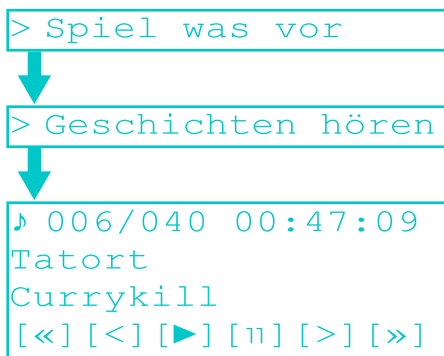 > Spiel was vor
> Geschichten hören
♪ 006/040 00:47:09
Tatort
Currykill
[«][<][▶][װ][>][»]